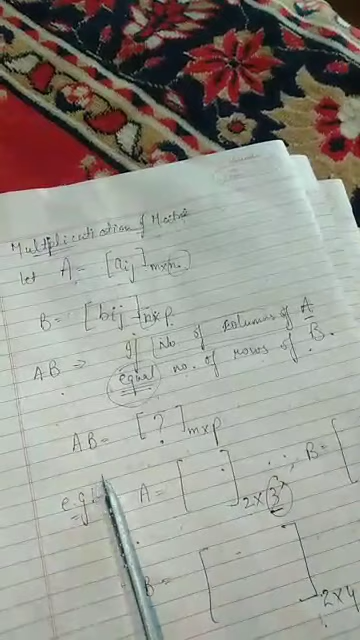 Multiplication of Matrix
let A = [aij]m×n
B = [bij]n×p
AB ⇒ If No of columns of A
equal no. of rows of B.
AB = [?]m×p
e.g:- A = [ ]2×3, B = [
B = [ ]2×4